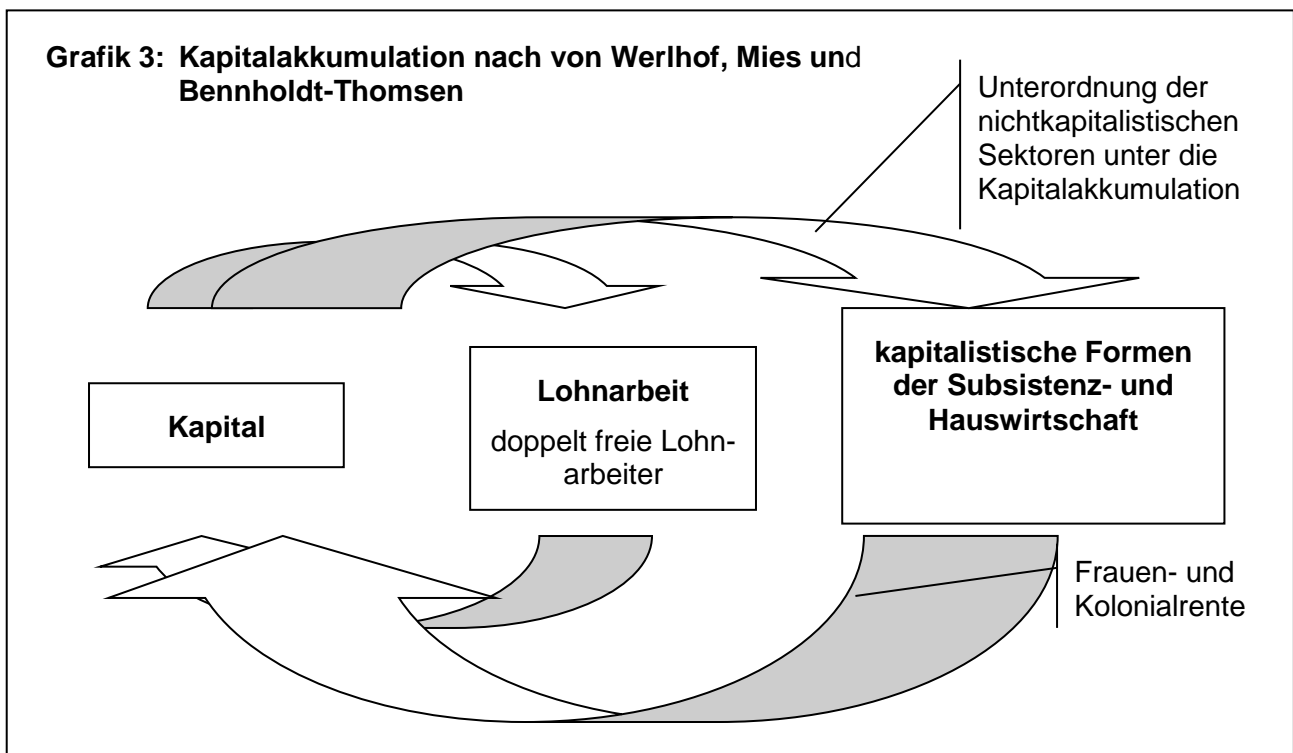 Grafik 3: Kapitalakkumulation nach von Werlhof, Mies und
Bennholdt-Thomsen
Unterordnung der
nichtkapitalistischen
Sektoren unter die
Kapitalakkumulation
Kapital
Lohnarbeit
doppelt freie Lohn-
arbeiter
kapitalistische Formen
der Subsistenz- und
Hauswirtschaft
Frauen- und
Kolonialrente